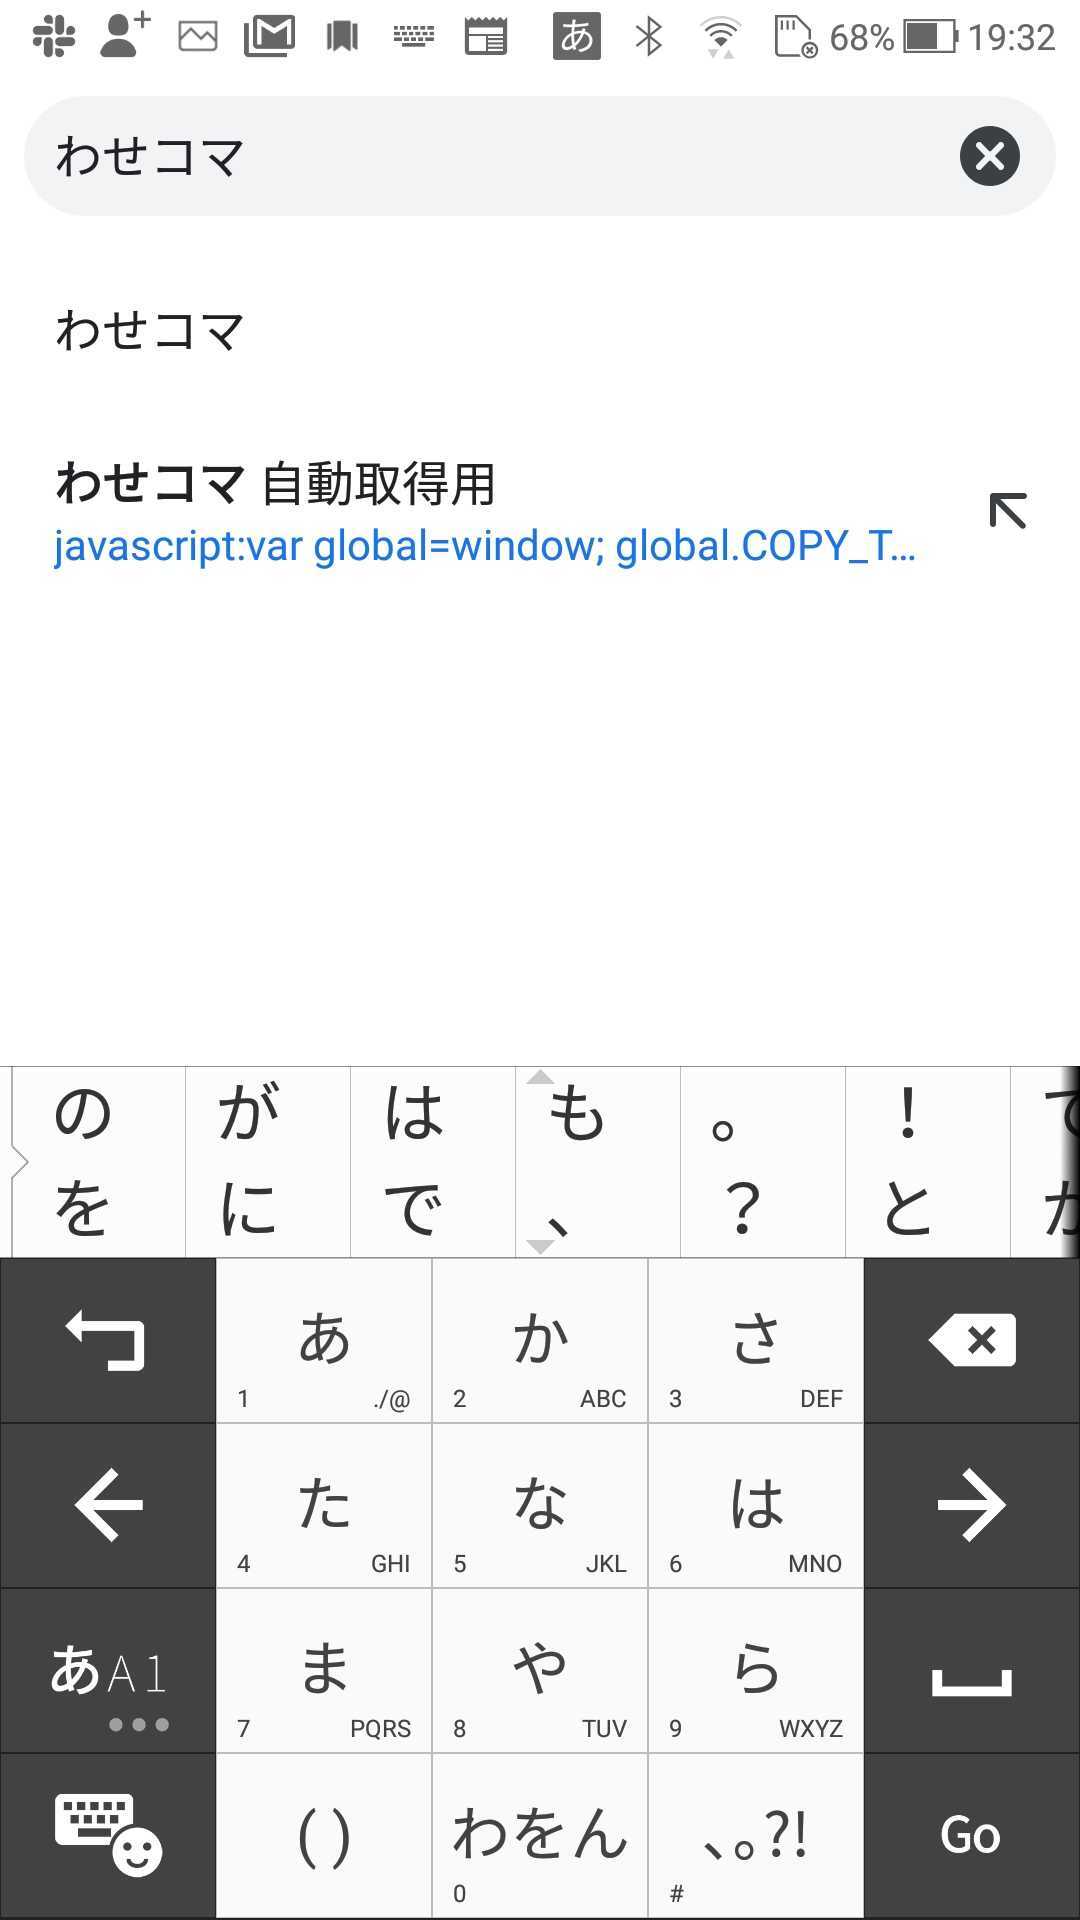 あ 68% 19:32
わせコマ
わせコマ
わせコマ 自動取得用
javascript:var global=window; global.COPY_T...
の が は も 。 ！
を に で 、 ？ と
あ か さ
1 ./@ 2 ABC 3 DEF
た な は
4 GHI 5 JKL 6 MNO
あA1 ま や ら
7 PQRS 8 TUV 9 WXYZ
( ) わをん 、。?! Go
0 #